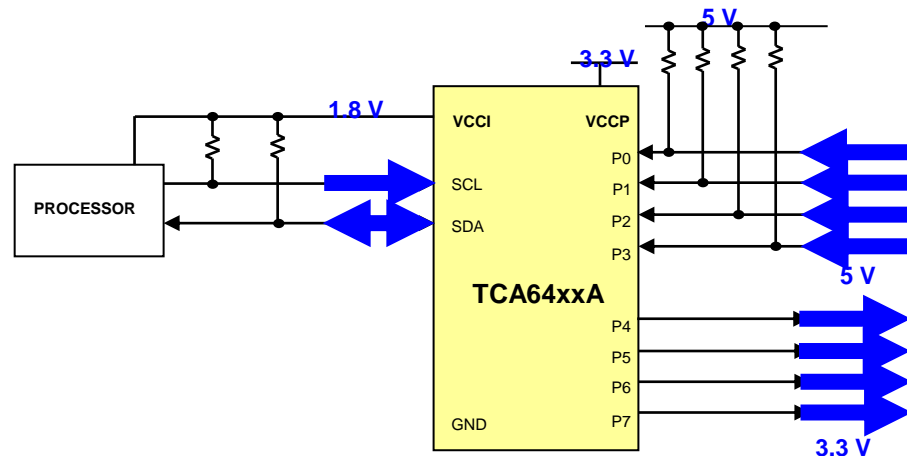 5 V
3.3 V
1.8 V
VCCI
VCCP
P0
PROCESSOR
SCL
P1
SDA
P2
P3
5 V
TCA64xxA
P4
P5
P6
GND
P7
3.3 V